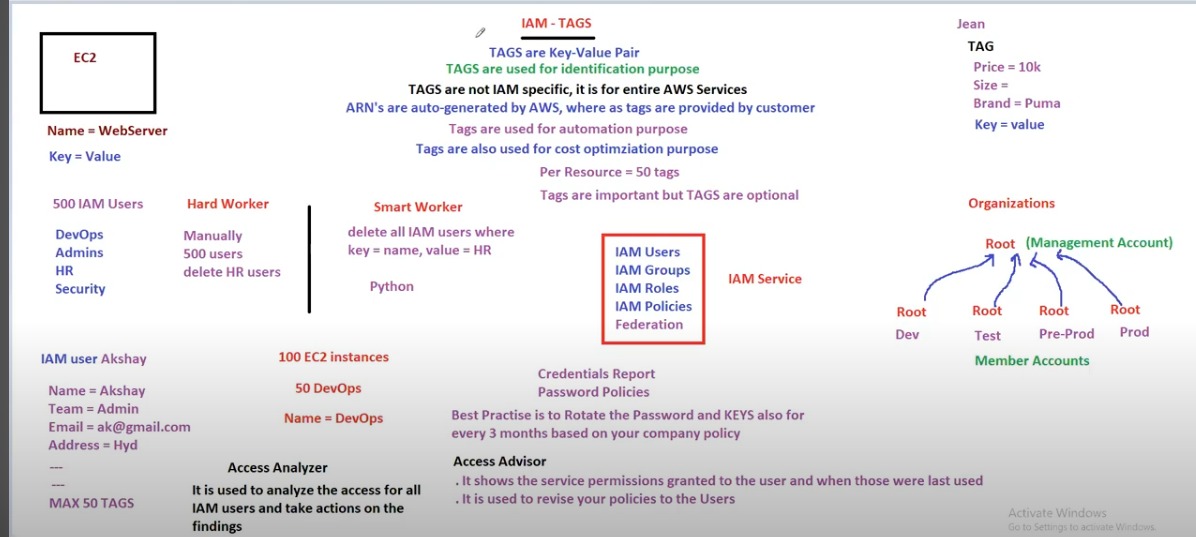 IAM - TAGS
TAGS are Key-Value Pair
TAGS are used for identification purpose
TAGS are not IAM specific, it is for entire AWS Services
ARN's are auto-generated by AWS, where as tags are provided by customer
Tags are used for automation purpose
Tags are also used for cost optimziation purpose
Per Resource = 50 tags
Tags are important but TAGS are optional
EC2
Name = WebServer
Key = Value
Jean
TAG
Price = 10k
Size =
Brand = Puma
Key = value
500 IAM Users
DevOps
Admins
HR
Security
Hard Worker
Manually
500 users
delete HR users
Smart Worker
delete all IAM users where
key = name, value = HR
Python
IAM Users
IAM Groups
IAM Roles
IAM Policies
Federation
IAM Service
Organizations
Root (Management Account)
Root Root Root Root
Dev Test Pre-Prod Prod
Member Accounts
IAM user Akshay
Name = Akshay
Team = Admin
Email = ak@gmail.com
Address = Hyd
---
---
MAX 50 TAGS
100 EC2 instances
50 DevOps
Name = DevOps
Access Analyzer
It is used to analyze the access for all
IAM users and take actions on the
findings
Credentials Report
Password Policies
Best Practise is to Rotate the Password and KEYS also for
every 3 months based on your company policy
Access Advisor
. It shows the service permissions granted to the user and when those were last used
. It is used to revise your policies to the Users
Activate Windows
Go to Settings to activate Windows.